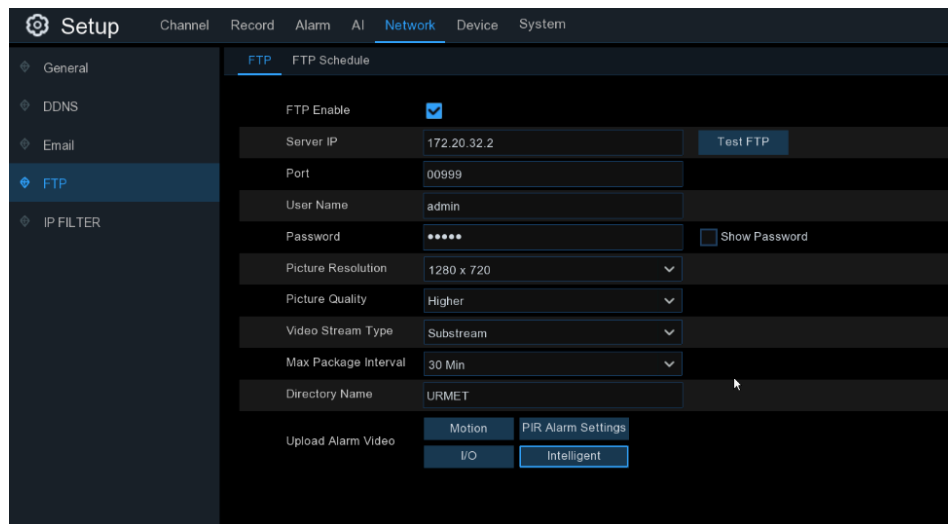 Setup Channel Record Alarm AI Network Device System
General
DDNS
Email
FTP
IP FILTER
FTP FTP Schedule
FTP Enable
Server IP 172.20.32.2 Test FTP
Port 00999
User Name admin
Password ••••• Show Password
Picture Resolution 1280 x 720
Picture Quality Higher
Video Stream Type Substream
Max Package Interval 30 Min
Directory Name URMET
Upload Alarm Video
Motion PIR Alarm Settings
I/O Intelligent